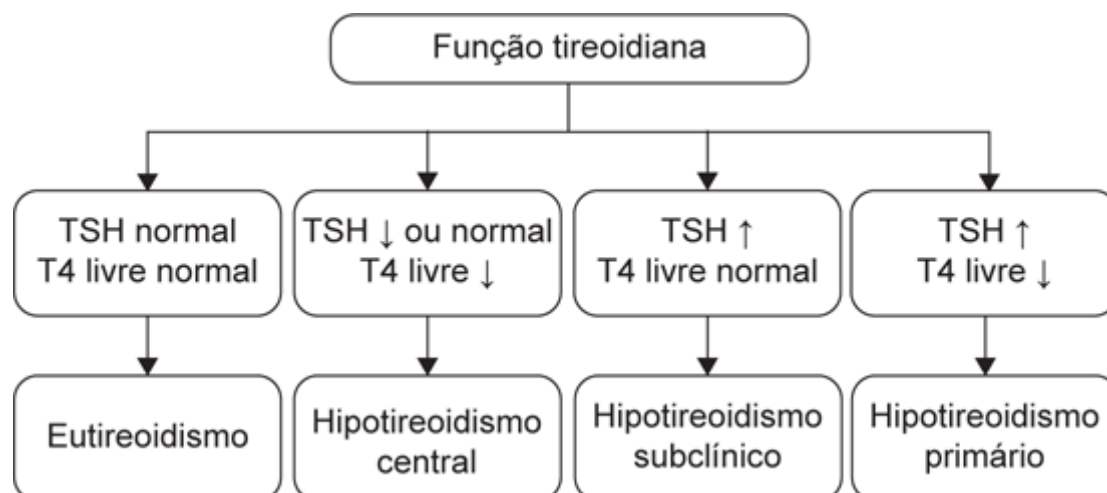 Função tireoidiana
TSH normal
T4 livre normal
TSH ↓ ou normal
T4 livre ↓
TSH ↑
T4 livre normal
TSH ↑
T4 livre ↓
Eutireoidismo
Hipotireoidismo
central
Hipotireoidismo
subclínico
Hipotireoidismo
primário